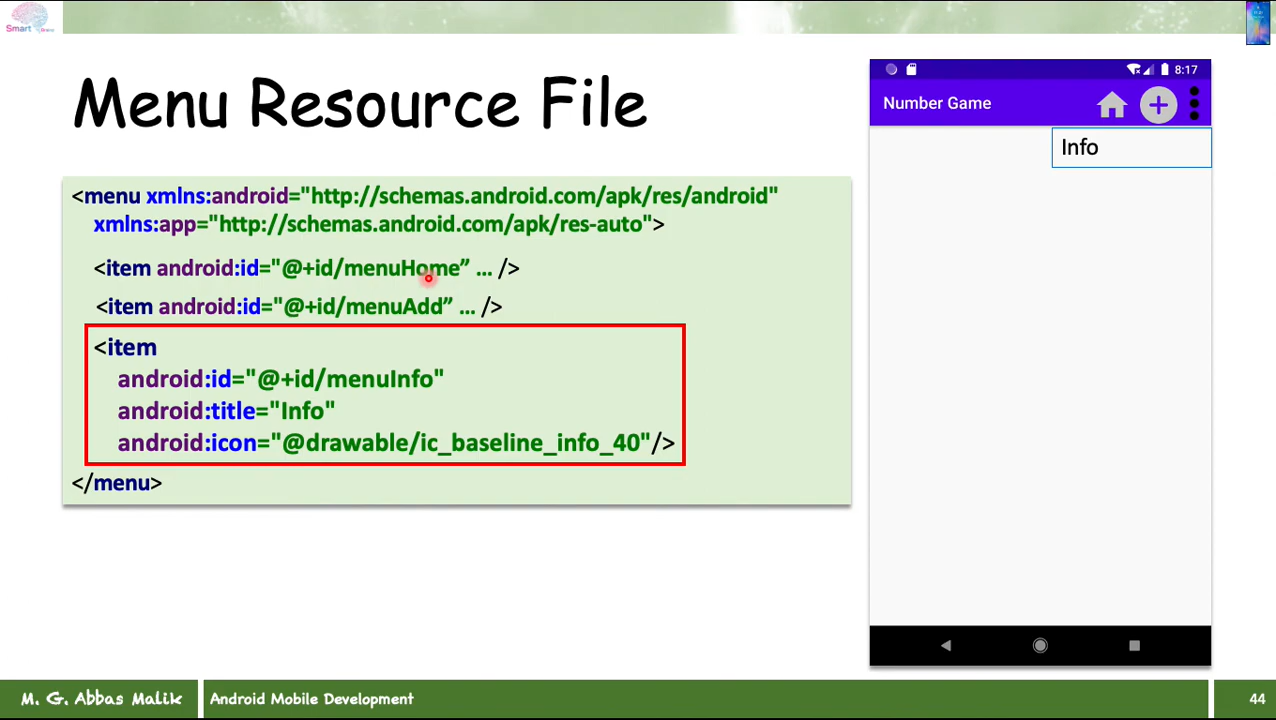 Smart Brains
Menu Resource File
<menu xmlns:android="http://schemas.android.com/apk/res/android"
xmlns:app="http://schemas.android.com/apk/res-auto">
<item android:id="@+id/menuHome” ... />
<item android:id="@+id/menuAdd” ... />
<item
android:id="@+id/menuInfo"
android:title="Info"
android:icon="@drawable/ic_baseline_info_40"/>
</menu>
8:17
Number Game
Info
M. G. Abbas Malik
Android Mobile Development
44